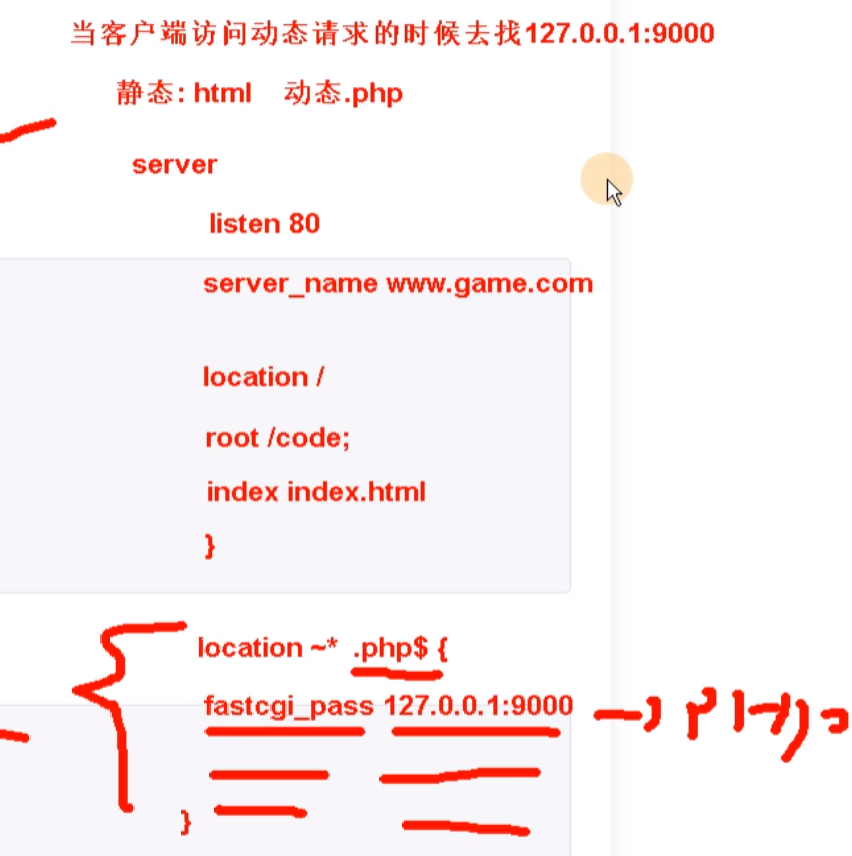 当客户端访问动态请求的时候去找127.0.0.1:9000
静态: html 动态.php
server
listen 80
server_name www.game.com
location /
root /code;
index index.html
}
location ~* .php$ {
fastcgi_pass 127.0.0.1:9000
}